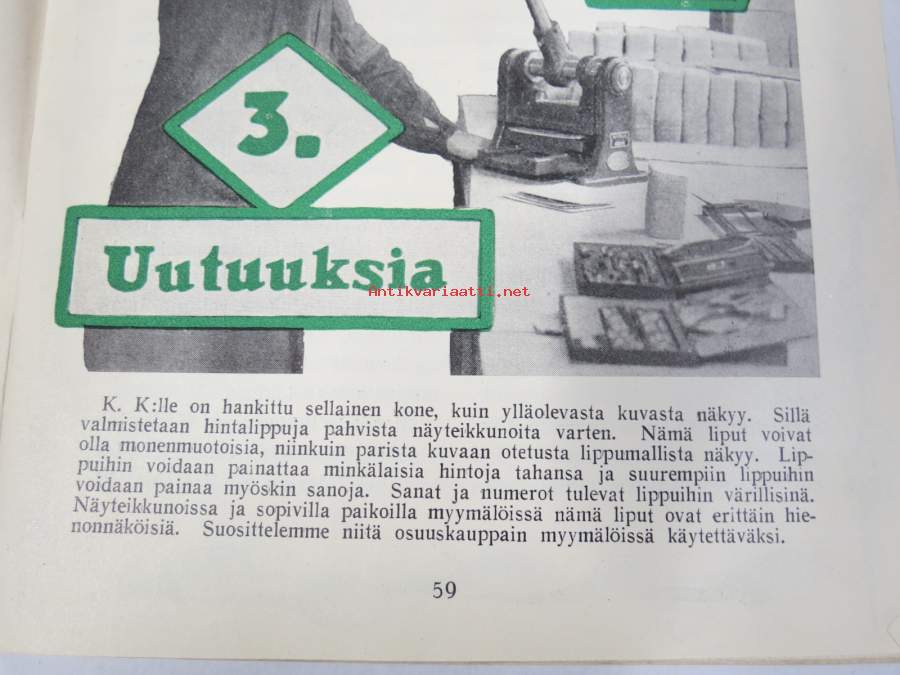 3.
Uutuuksia
Antikvariaatti.net
K. K:lle on hankittu sellainen kone, kuin ylläolevasta kuvasta näkyy. Sillä
valmistetaan hintalippuja pahvista näyteikkunoita varten. Nämä liput voivat
olla monenmuotoisia, niinkuin parista kuvaan otetusta lippumallista näkyy. Lip-
puihin voidaan painattaa minkälaisia hintoja tahansa ja suurempiin lippuihin
voidaan painaa myöskin sanoja. Sanat ja numerot tulevat lippuihin värillisinä.
Näyteikkunoissa ja sopivilla paikoilla myymälöissä nämä liput ovat erittäin hie-
nonnäköisiä. Suosittelemme niitä osuuskauppain myymälöissä käytettäväksi.
59